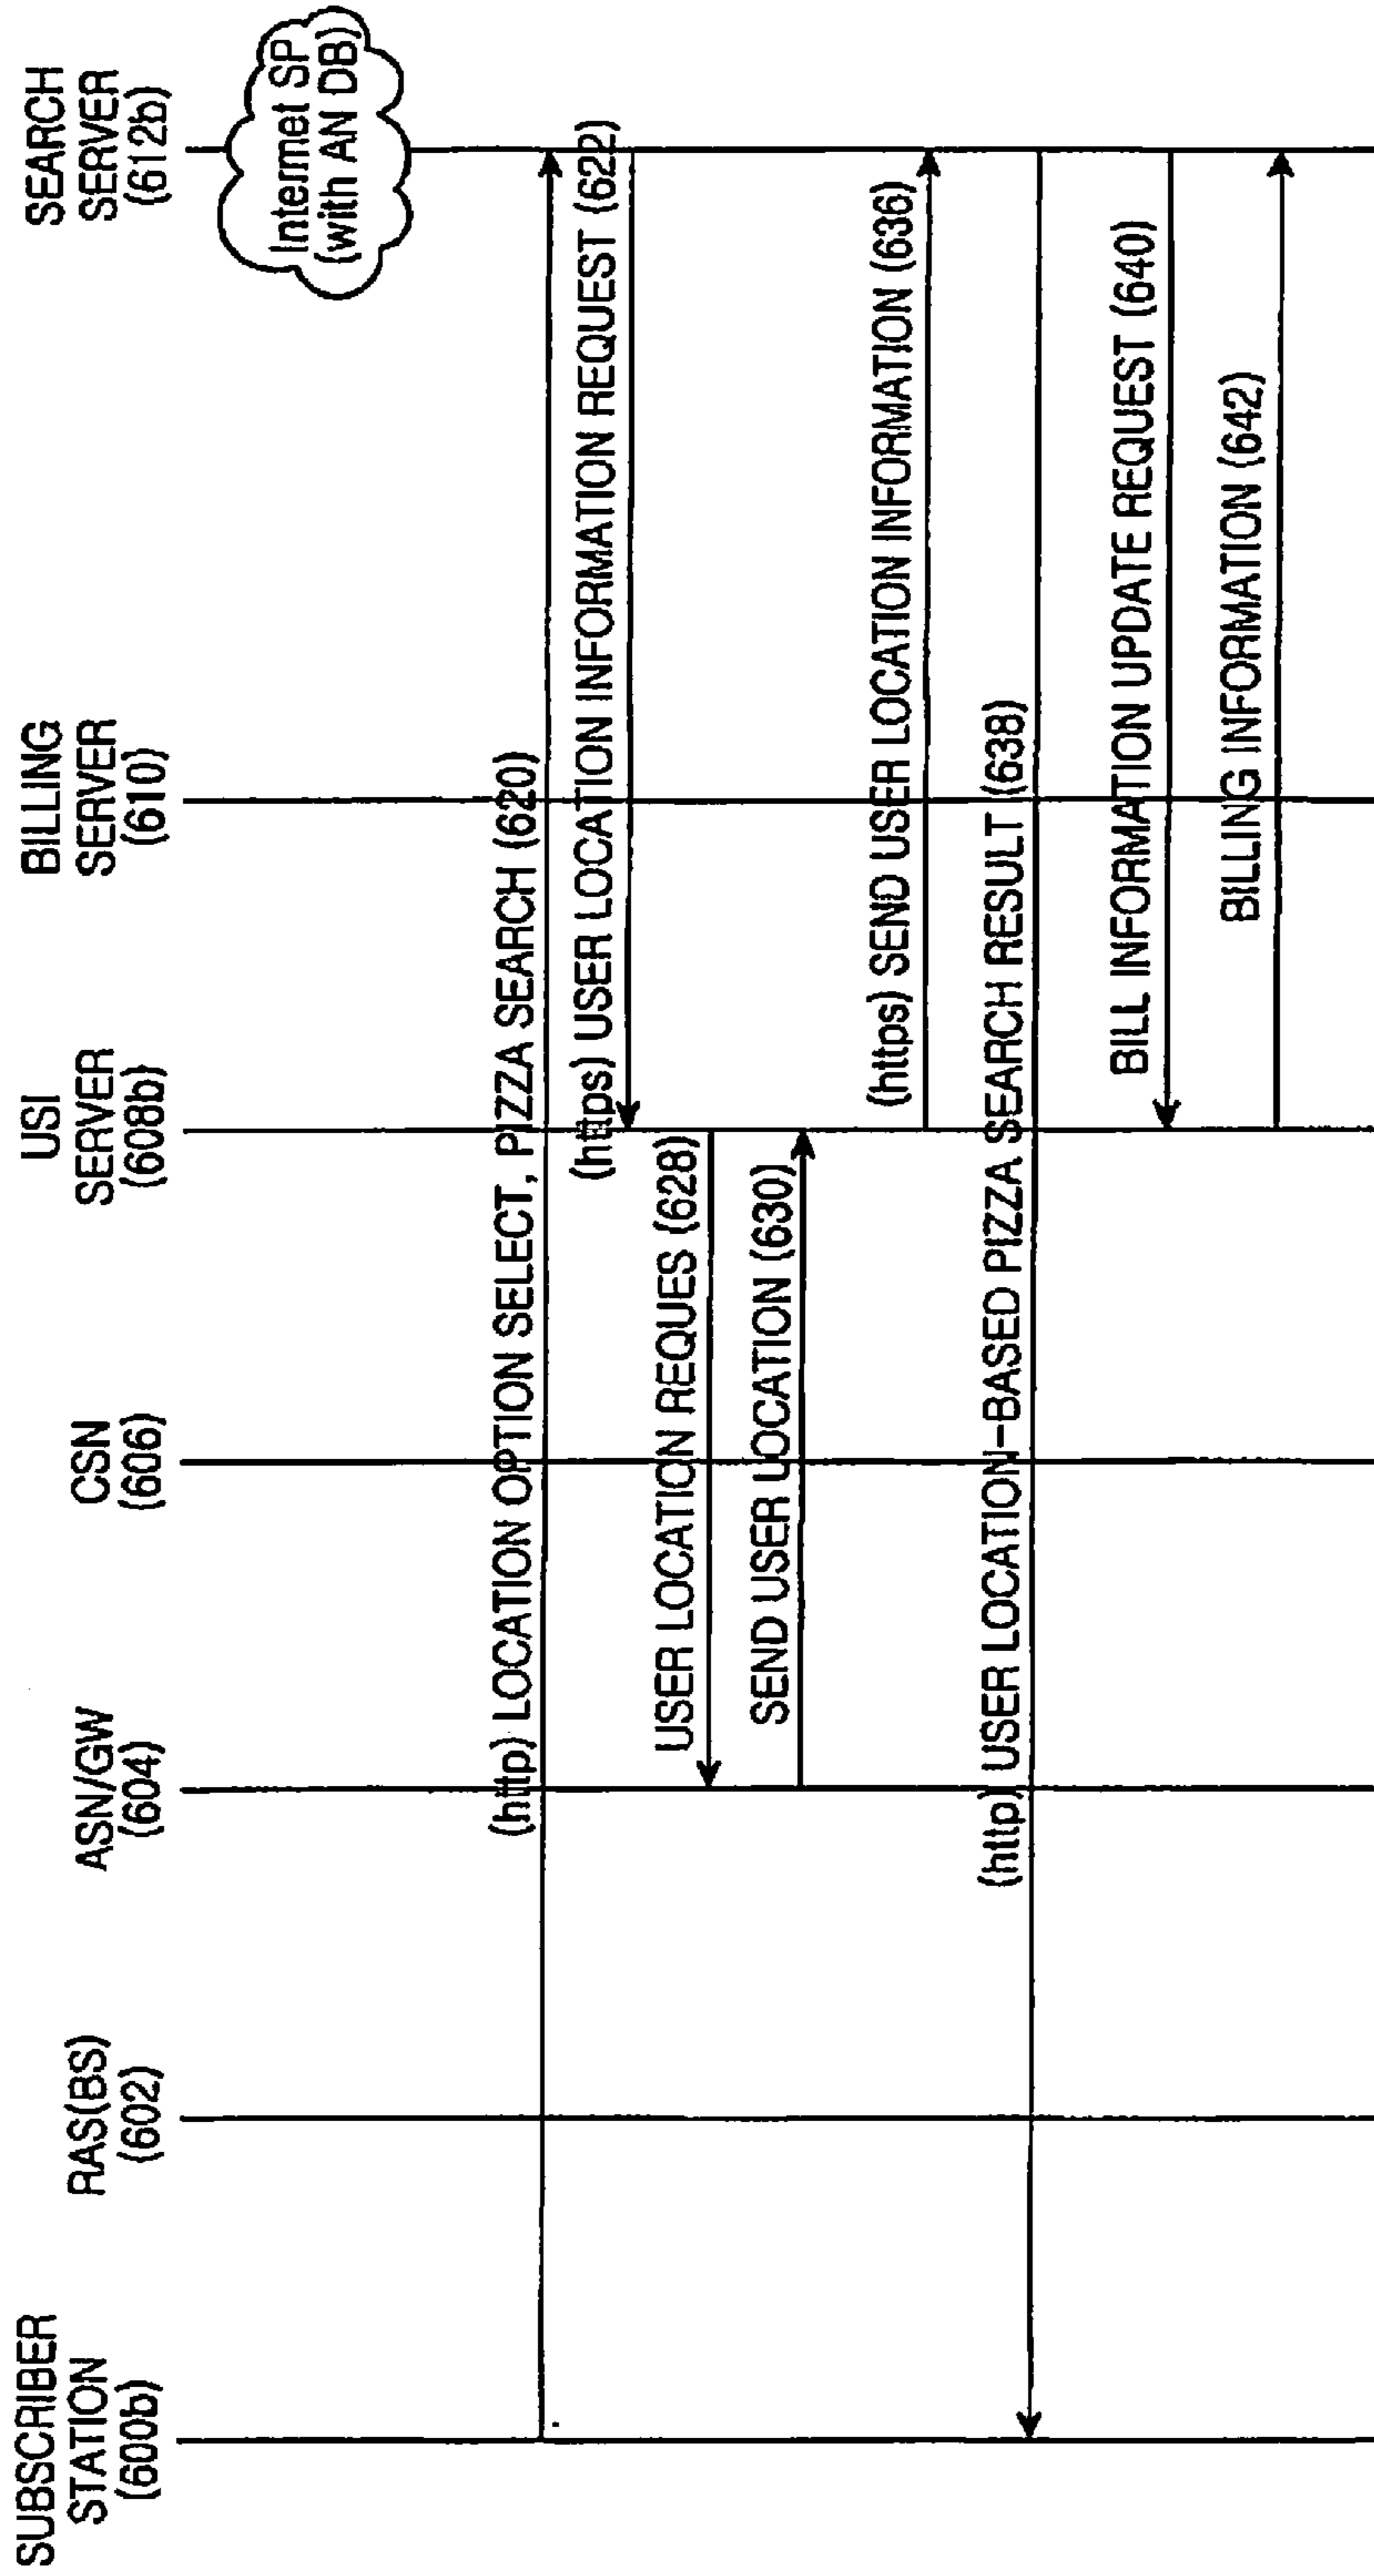 SUBSCRIBER
STATION
(600b)
RAS(BS)
(602)
ASN/GW
(604)
CSN
(606)
USI
SERVER
(608b)
BILLING
SERVER
(610)
SEARCH
SERVER
(612b)
Internet SP
(with AN DB)
(http) LOCATION OPTION SELECT, PIZZA SEARCH (620)
(https) USER LOCATION INFORMATION REQUEST (622)
USER LOCATION REQUES (628)
SEND USER LOCATION (630)
(https) SEND USER LOCATION INFORMATION (636)
(http) USER LOCATION-BASED PIZZA SEARCH RESULT (638)
BILL INFORMATION UPDATE REQUEST (640)
BILLING INFORMATION (642)